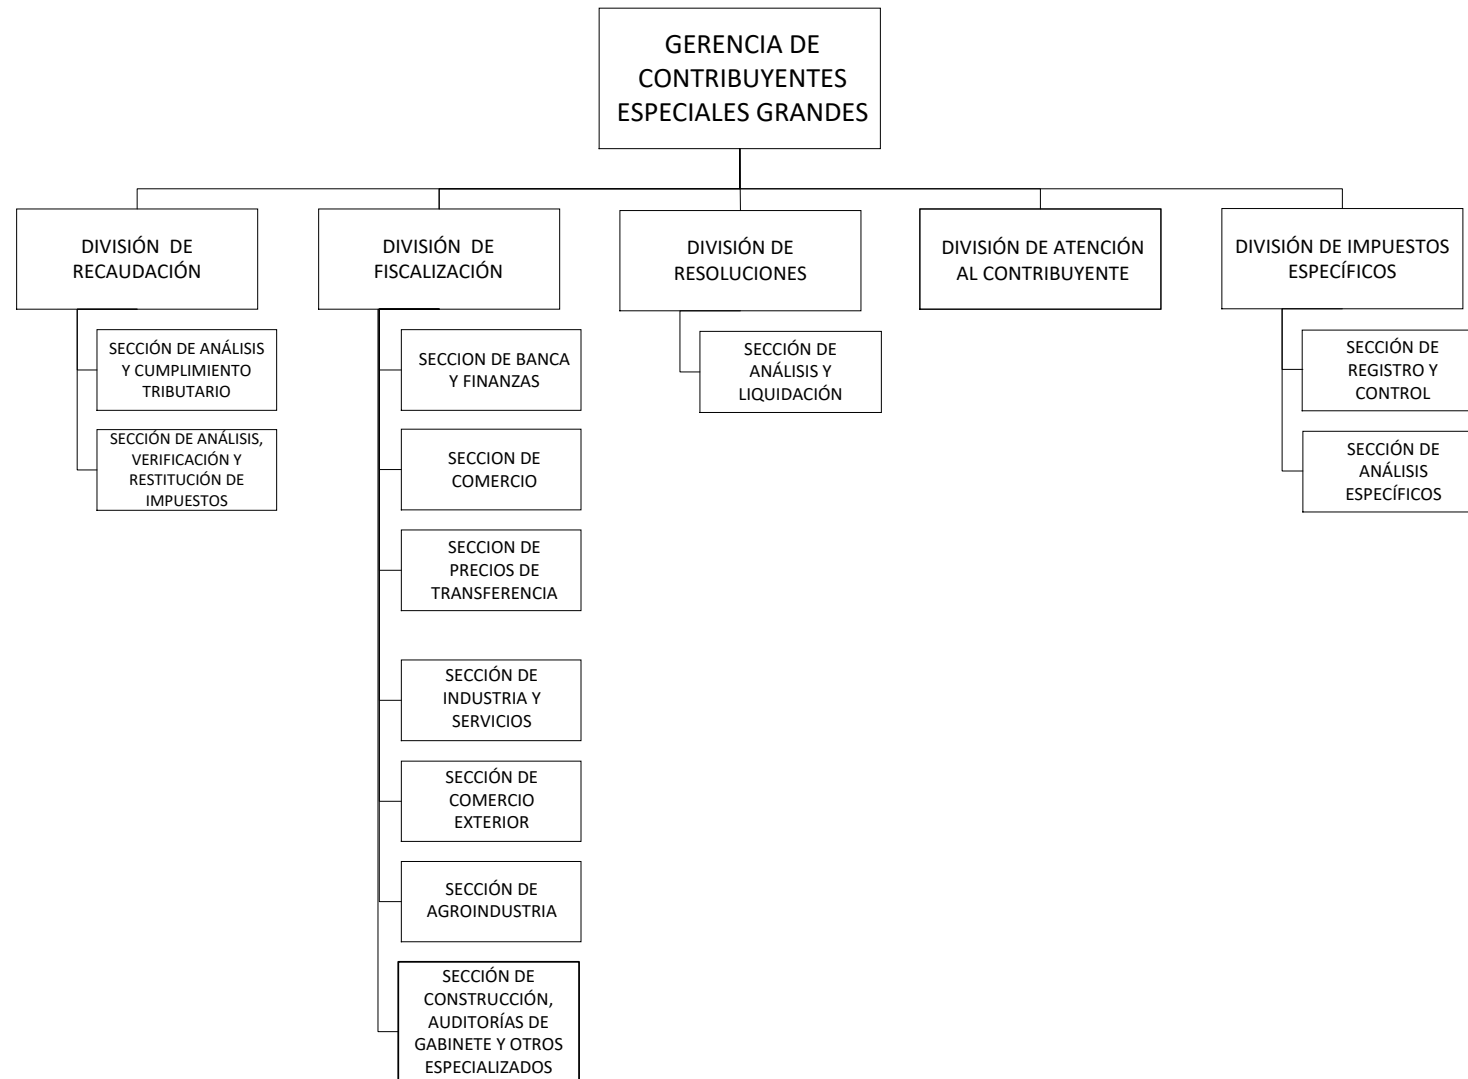 GERENCIA DE
CONTRIBUYENTES
ESPECIALES GRANDES
DIVISIÓN DE
RECAUDACIÓN
DIVISIÓN DE
FISCALIZACIÓN
DIVISIÓN DE
RESOLUCIONES
DIVISIÓN DE ATENCIÓN
AL CONTRIBUYENTE
DIVISIÓN DE IMPUESTOS
ESPECÍFICOS
SECCIÓN DE ANÁLISIS
Y CUMPLIMIENTO
TRIBUTARIO
SECCIÓN DE ANÁLISIS,
VERIFICACIÓN Y
RESTITUCIÓN DE
IMPUESTOS
SECCION DE BANCA
Y FINANZAS
SECCION DE
COMERCIO
SECCION DE
PRECIOS DE
TRANSFERENCIA
SECCIÓN DE
INDUSTRIA Y
SERVICIOS
SECCIÓN DE
COMERCIO
EXTERIOR
SECCIÓN DE
AGROINDUSTRIA
SECCIÓN DE
CONSTRUCCIÓN,
AUDITORÍAS DE
GABINETE Y OTROS
ESPECIALIZADOS
SECCIÓN DE
ANÁLISIS Y
LIQUIDACIÓN
SECCIÓN DE
REGISTRO Y
CONTROL
SECCIÓN DE
ANÁLISIS
ESPECÍFICOS